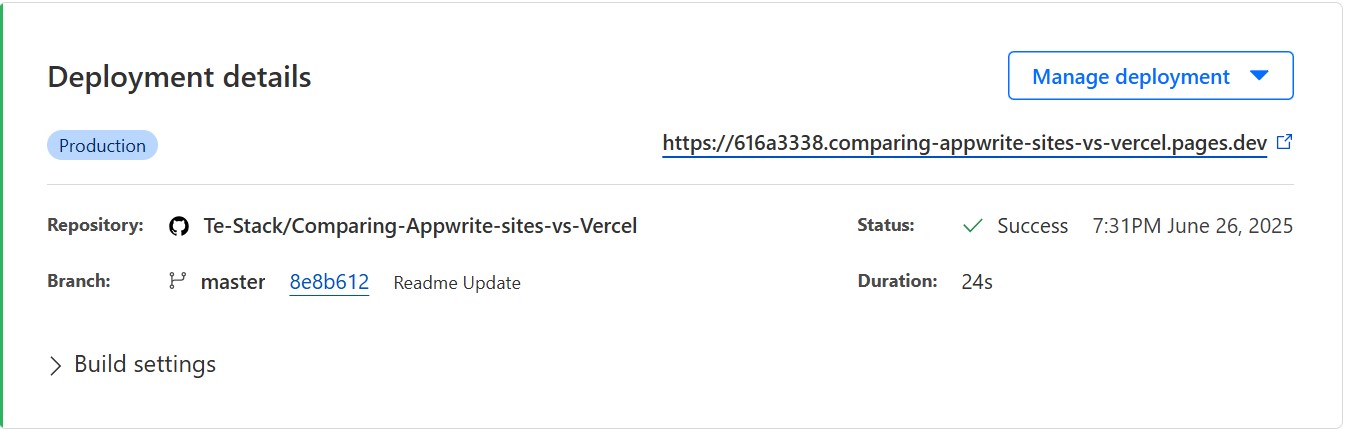 Deployment details
Manage deployment
Production
https://616a3338.comparing-appwrite-sites-vs-vercel.pages.dev
Repository: Te-Stack/Comparing-Appwrite-sites-vs-Vercel
Status: Success 7:31PM June 26, 2025
Branch: master 8e8b612 Readme Update
Duration: 24s
Build settings